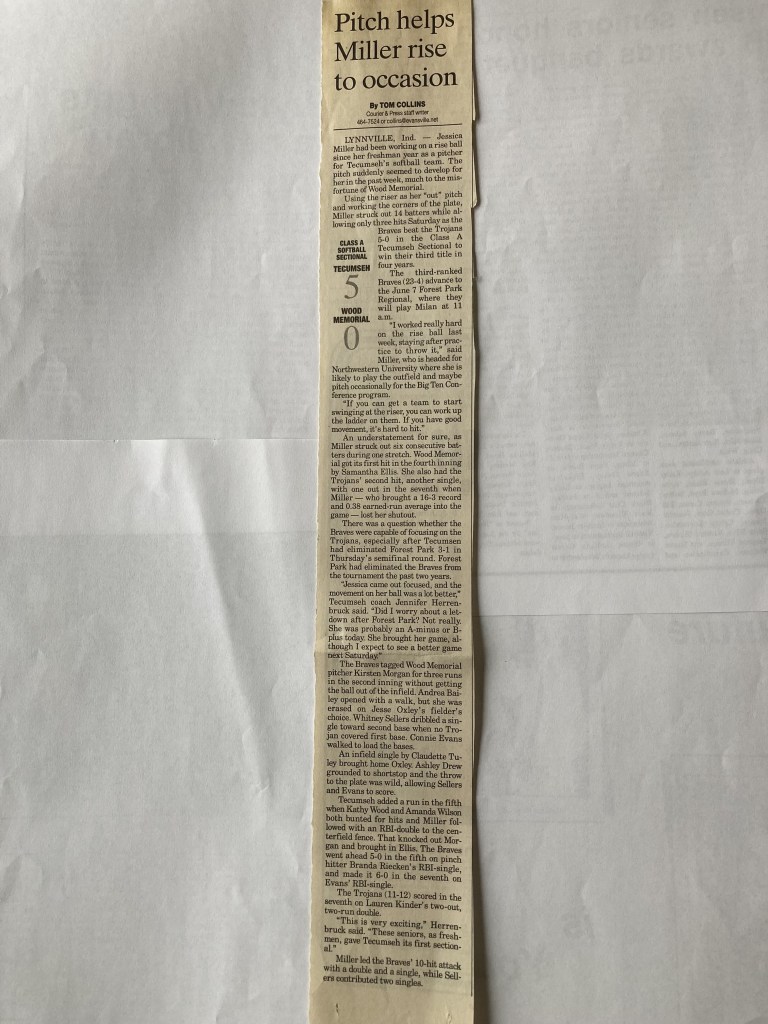 Pitch helps
Miller rise
to occasion
By TOM COLLINS
Courier & Press staff writer
464-7524 or collins@evansville.net
LYNNVILLE, Ind. — Jessica
Miller had been working on a rise ball
since her freshman year as a pitcher
for Tecumseh's softball team. The
pitch suddenly seemed to develop for
her in the past week, much to the mis-
fortune of Wood Memorial.
Using the riser as her "out" pitch
and working the corners of the plate,
Miller struck out 14 batters while al-
lowing only three hits Saturday as the
Braves beat the Trojans
5-0 in the Class A
Tecumseh Sectional to
win their third title in
four years.
The third-ranked
Braves (23-4) advance to
the June 7 Forest Park
Regional, where they
will play Milan at 11
a.m.
"I worked really hard
on the rise ball last
week, staying after prac-
tice to throw it," said
Miller, who is headed for
CLASS A
SOFTBALL
SECTIONAL
TECUMSEH
5
WOOD
MEMORIAL
0
Northwestern University where she is
likely to play the outfield and maybe
pitch occasionally for the Big Ten Con-
ference program.
"If you can get a team to start
swinging at the riser, you can work up
the ladder on them. If you have good
movement, it's hard to hit."
An understatement for sure, as
Miller struck out six consecutive bat-
ters during one stretch. Wood Memor-
ial got its first hit in the fourth inning
by Samantha Ellis. She also had the
Trojans' second hit, another single,
with one out in the seventh when
Miller — who brought a 16-3 record
and 0.38 earned-run average into the
game — lost her shutout.
There was a question whether the
Braves were capable of focusing on the
Trojans, especially after Tecumseh
had eliminated Forest Park 3-1 in
Thursday's semifinal round. Forest
Park had eliminated the Braves from
the tournament the past two years.
"Jessica came out focused, and the
movement on her ball was a lot better,"
Tecumseh coach Jennifer Herren-
bruck said. "Did I worry about a let-
down after Forest Park? Not really.
She was probably an A-minus or B-
plus today. She brought her game, al-
though I expect to see a better game
next Saturday."
The Braves tagged Wood Memorial
pitcher Kirsten Morgan for three runs
in the second inning without getting
the ball out of the infield. Andrea Bai-
ley opened with a walk, but she was
erased on Jesse Oxley's fielder's
choice. Whitney Sellers dribbled a sin-
gle toward second base when no Tro-
jan covered first base. Connie Evans
walked to load the bases.
An infield single by Claudette Tu-
ley brought home Oxley. Ashley Drew
grounded to shortstop and the throw
to the plate was wild, allowing Sellers
and Evans to score.
Tecumseh added a run in the fifth
when Kathy Wood and Amanda Wilson
both bunted for hits and Miller fol-
lowed with an RBI-double to the cen-
terfield fence. That knocked out Mor-
gan and brought in Ellis. The Braves
went ahead 5-0 in the fifth on pinch
hitter Branda Riecken's RBI-single,
and made it 6-0 in the seventh on
Evans' RBI-single.
The Trojans (11-12) scored in the
seventh on Lauren Kinder's two-out,
two-run double.
"This is very exciting," Herren-
bruck said. "These seniors, as fresh-
men, gave Tecumseh its first section-
al."
Miller led the Braves' 10-hit attack
with a double and a single, while Sell-
ers contributed two singles.